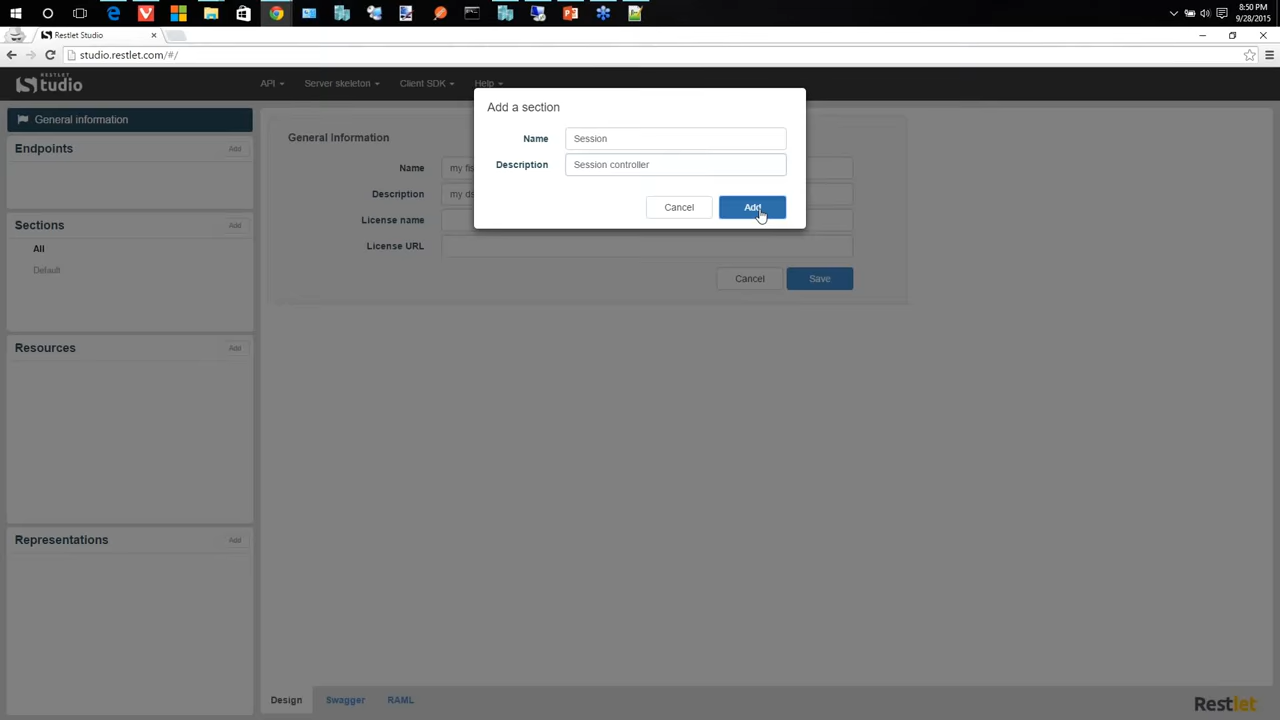 8:50 PM
9/28/2015
Restlet Studio
studio.restlet.com/#/
RESTLET
Studio
API
Server skeleton
Client SDK
Help
General information
Endpoints
Add
Sections
Add
All
Default
Resources
Add
Representations
Add
General Information
Name
my fis
Description
my ds
License name
License URL
Cancel
Save
Add a section
Name
Session
Description
Session controller
Cancel
Add
Design
Swagger
RAML
Restlet